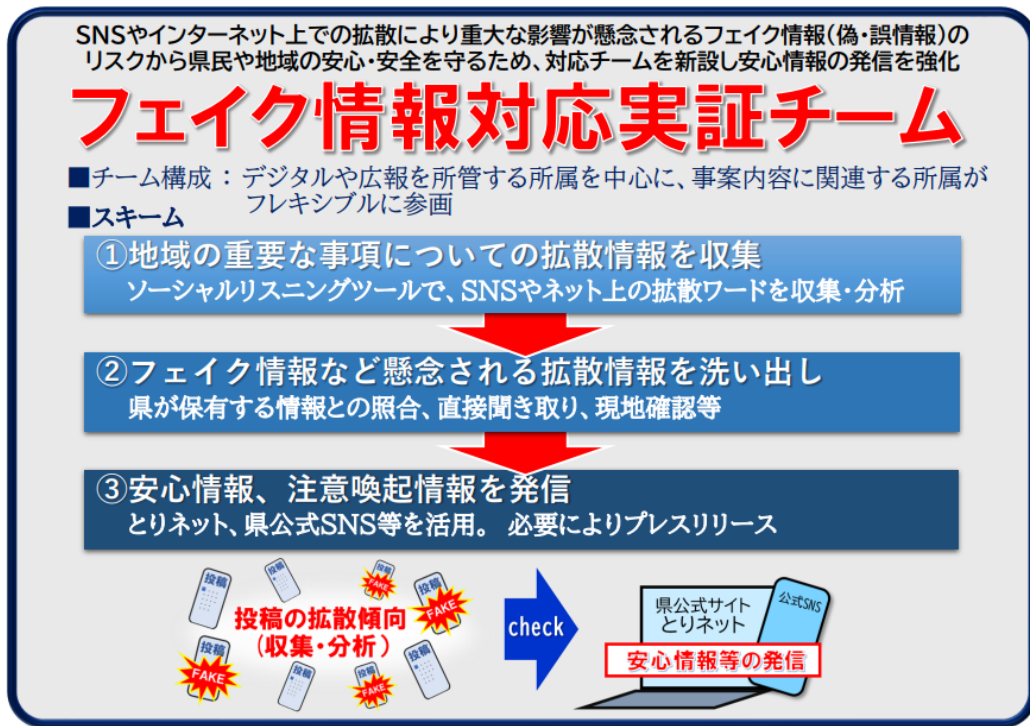 SNSやインターネット上での拡散により重大な影響が懸念されるフェイク情報(偽・誤情報)の
リスクから県民や地域の安心・安全を守るため、対応チームを新設し安心情報の発信を強化
フェイク情報対応実証チーム
■チーム構成：デジタルや広報を所管する所属を中心に、事案内容に関連する所属が
フレキシブルに参画
■スキーム
①地域の重要な事項についての拡散情報を収集
ソーシャルリスニングツールで、SNSやネット上の拡散ワードを収集・分析
②フェイク情報など懸念される拡散情報を洗い出し
県が保有する情報との照合、直接聞き取り、現地確認等
③安心情報、注意喚起情報を発信
とりネット、県公式SNS等を活用。 必要によりプレスリリース
投稿
投稿
投稿
FAKE
投稿
FAKE
投稿の拡散傾向
(収集・分析)
投稿
FAKE
投稿
投稿
FAKE
投稿
check
県公式サイト
とりネット
公式SNS
安心情報等の発信